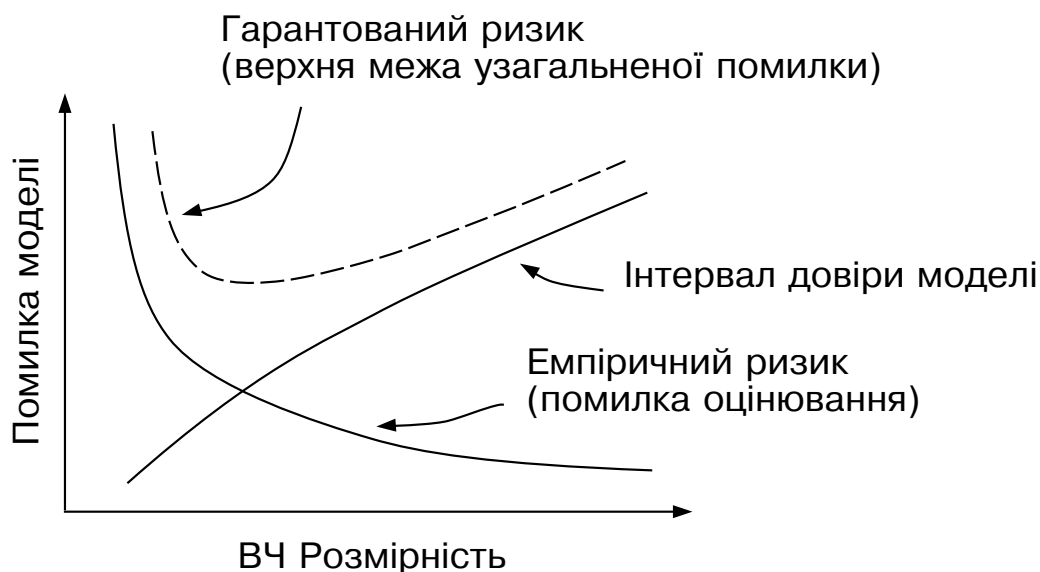 Гарантований ризик
(верхня межа узагальненої помилки)
Помилка моделі
Інтервал довіри моделі
Емпіричний ризик
(помилка оцінювання)
ВЧ Розмірність